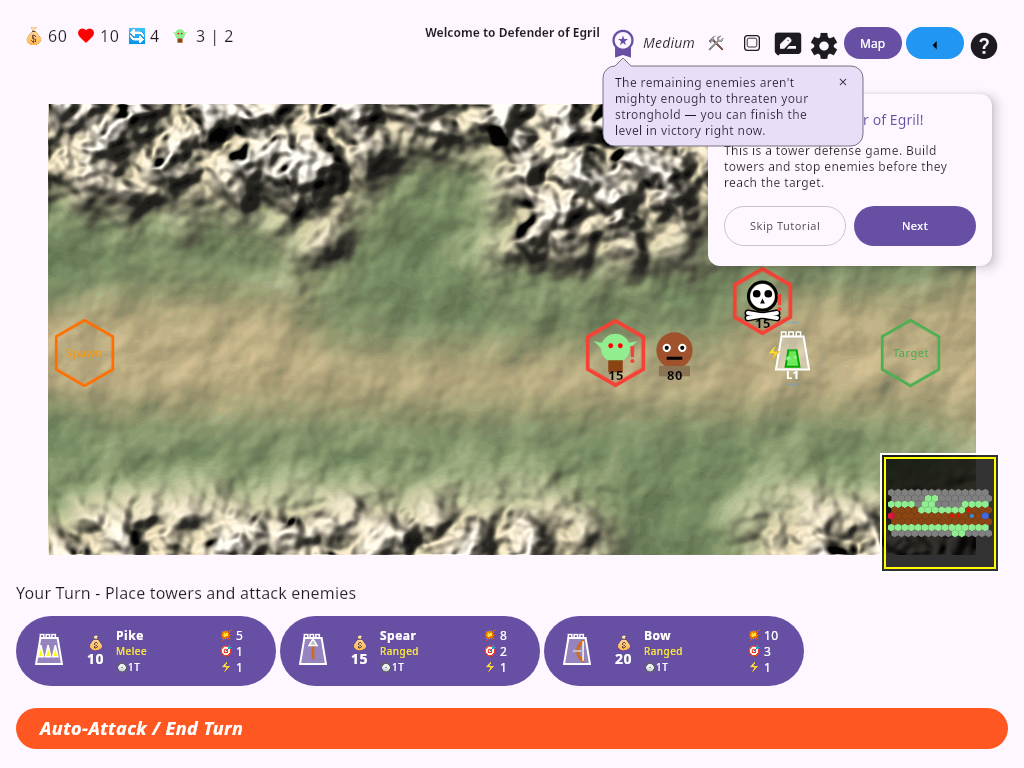 60 10 4 3 | 2
Welcome to Defender of Egril
Medium
Map
?
The remaining enemies aren't
mighty enough to threaten your
stronghold — you can finish the
level in victory right now.
×
r of Egril!
This is a tower defense game. Build
towers and stop enemies before they
reach the target.
Skip Tutorial
Next
15
15
80
L1
Target
Your Turn - Place towers and attack enemies
Pike
Melee
1T
10
5
1
1
Spear
Ranged
1T
15
8
2
1
Bow
Ranged
1T
20
10
3
1
Auto-Attack / End Turn